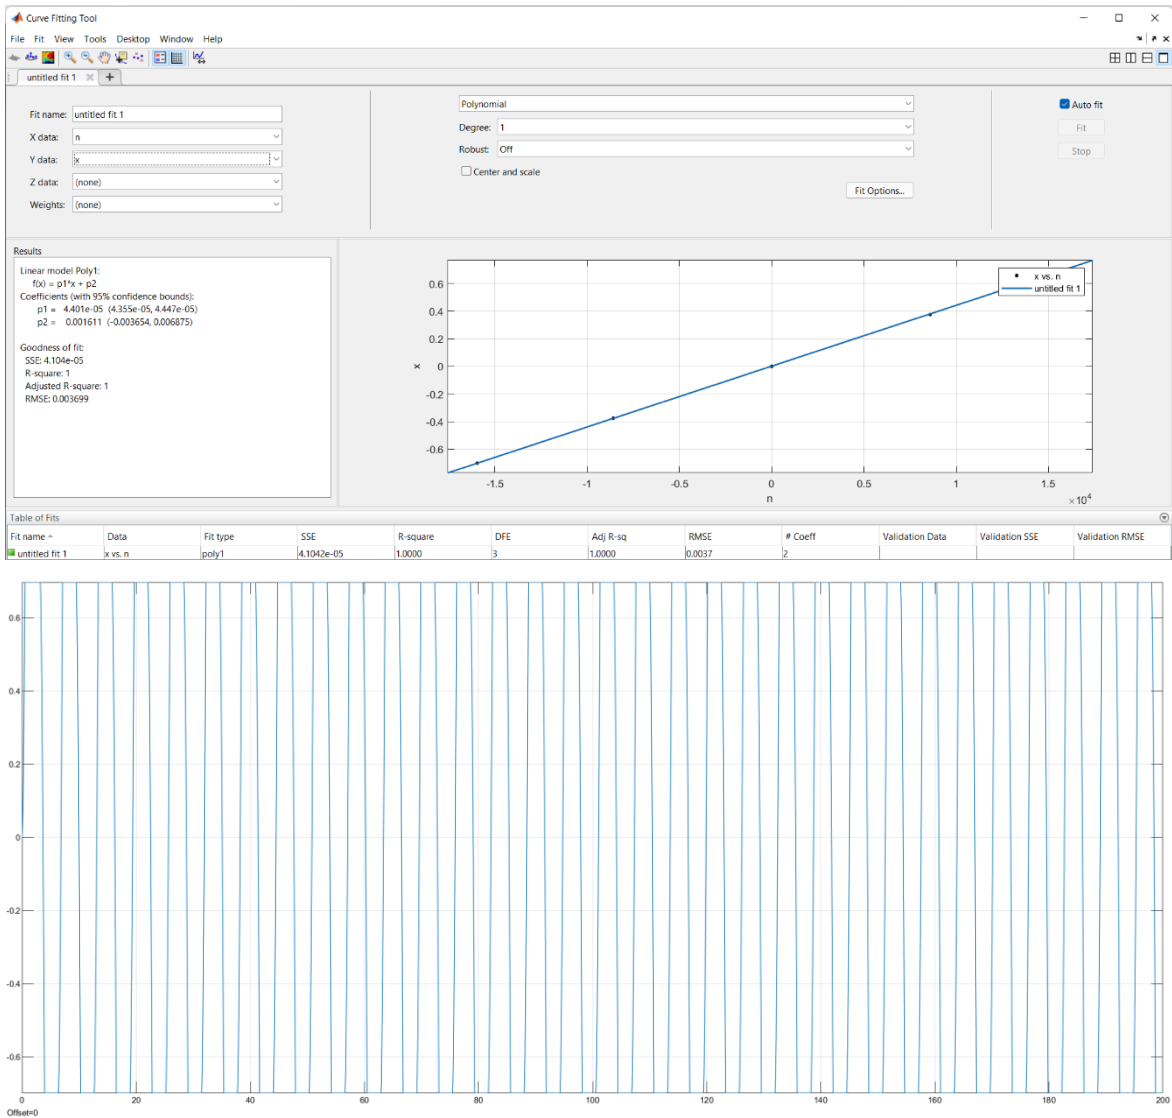 Curve Fitting Tool
File Fit View Tools Desktop Window Help
untitled fit 1
Fit name: untitled fit 1
X data: n
Y data: x
Z data: (none)
Weights: (none)
Polynomial
Degree: 1
Robust: Off
Center and scale
Fit Options...
Auto fit
Fit
Stop
Results
Linear model Poly1:
f(x) = p1*x + p2
Coefficients (with 95% confidence bounds):
p1 = 4.401e-05 (4.355e-05, 4.447e-05)
p2 = 0.001611 (-0.003654, 0.006875)
Goodness of fit:
SSE: 4.104e-05
R-square: 1
Adjusted R-square: 1
RMSE: 0.003699
x vs. n
untitled fit 1
0.6
0.4
0.2
0
-0.2
-0.4
-0.6
x
-1.5 -1 -0.5 0 0.5 1 1.5
n
×10⁴
Table of Fits
Fit name Data Fit type SSE R-square DFE Adj R-sq RMSE # Coeff Validation Data Validation SSE Validation RMSE
untitled fit 1 x vs. n poly1 4.1042e-05 1.0000 3 1.0000 0.0037 2
0.6
0.4
0.2
0
-0.2
-0.4
-0.6
0 20 40 60 80 100 120 140 160 180 200
Offset=0